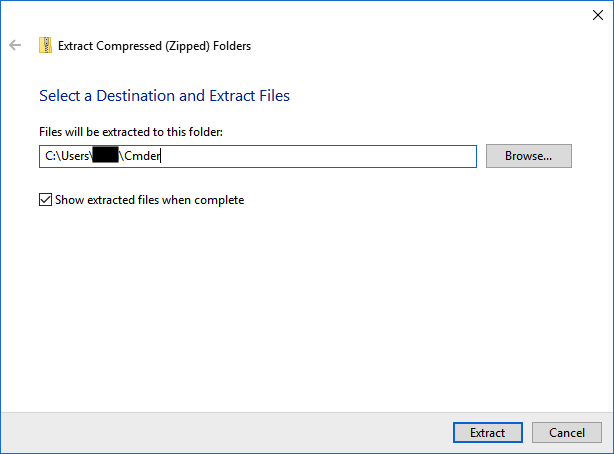 Extract Compressed (Zipped) Folders
Select a Destination and Extract Files
Files will be extracted to this folder:
C:\Users\ \Cmder
Browse...
Show extracted files when complete
Extract
Cancel